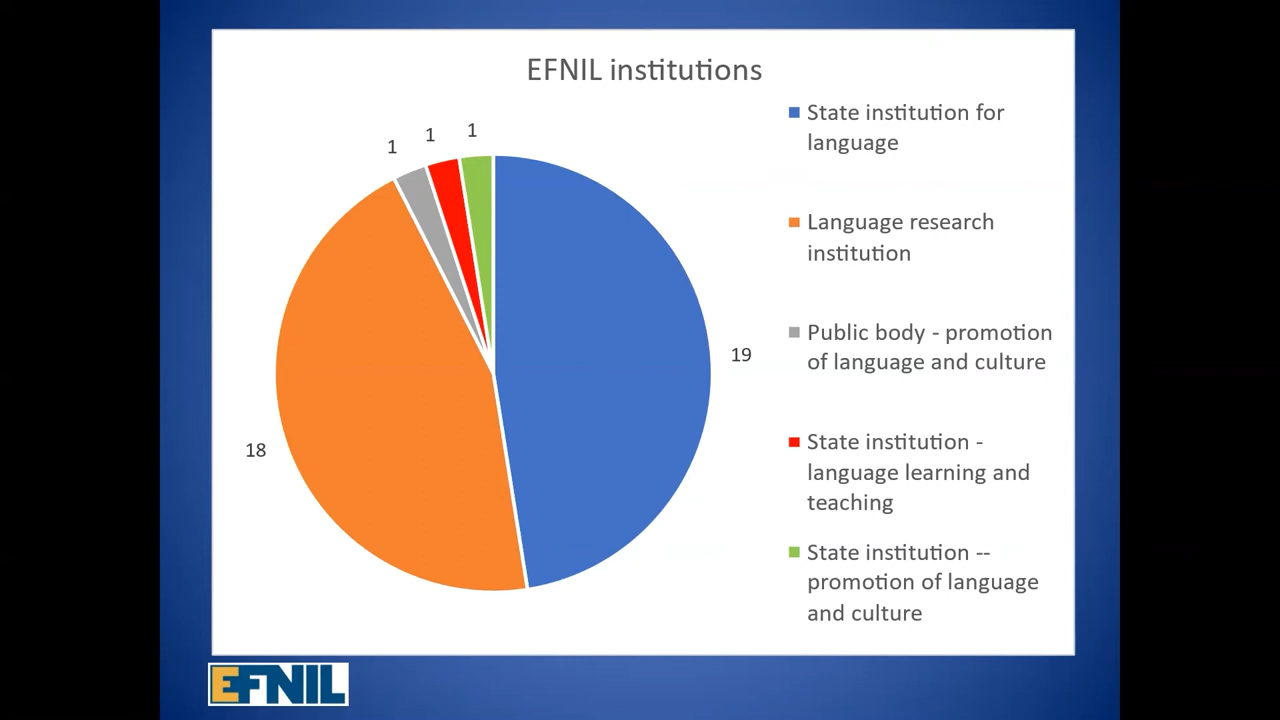 EFNIL institutions
1
1
1
19
18
State institution for
language
Language research
institution
Public body - promotion
of language and culture
State institution -
language learning and
teaching
State institution --
promotion of language
and culture
EFNIL